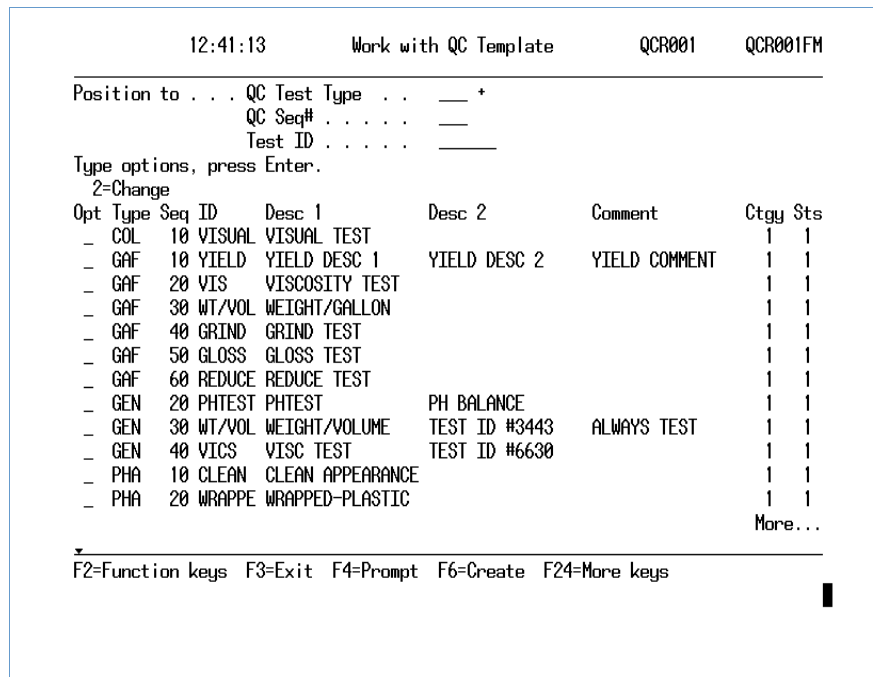 12:41:13 Work with QC Template QCR001 QCR001FM
Position to . . . QC Test Type . . ___ +
QC Seq# . . . . . ___
Test ID . . . . . ______
Type options, press Enter.
2=Change
Opt Type Seq ID Desc 1 Desc 2 Comment Ctgy Sts
_ COL 10 VISUAL VISUAL TEST 1 1
_ GAF 10 YIELD YIELD DESC 1 YIELD DESC 2 YIELD COMMENT 1 1
_ GAF 20 VIS VISCOSITY TEST 1 1
_ GAF 30 WT/VOL WEIGHT/GALLON 1 1
_ GAF 40 GRIND GRIND TEST 1 1
_ GAF 50 GLOSS GLOSS TEST 1 1
_ GAF 60 REDUCE REDUCE TEST 1 1
_ GEN 20 PHTEST PHTEST PH BALANCE 1 1
_ GEN 30 WT/VOL WEIGHT/VOLUME TEST ID #3443 ALWAYS TEST 1 1
_ GEN 40 VICS VISC TEST TEST ID #6630 1 1
_ PHA 10 CLEAN CLEAN APPEARANCE 1 1
_ PHA 20 WRAPPE WRAPPED-PLASTIC 1 1
More...
F2=Function keys F3=Exit F4=Prompt F6=Create F24=More keys